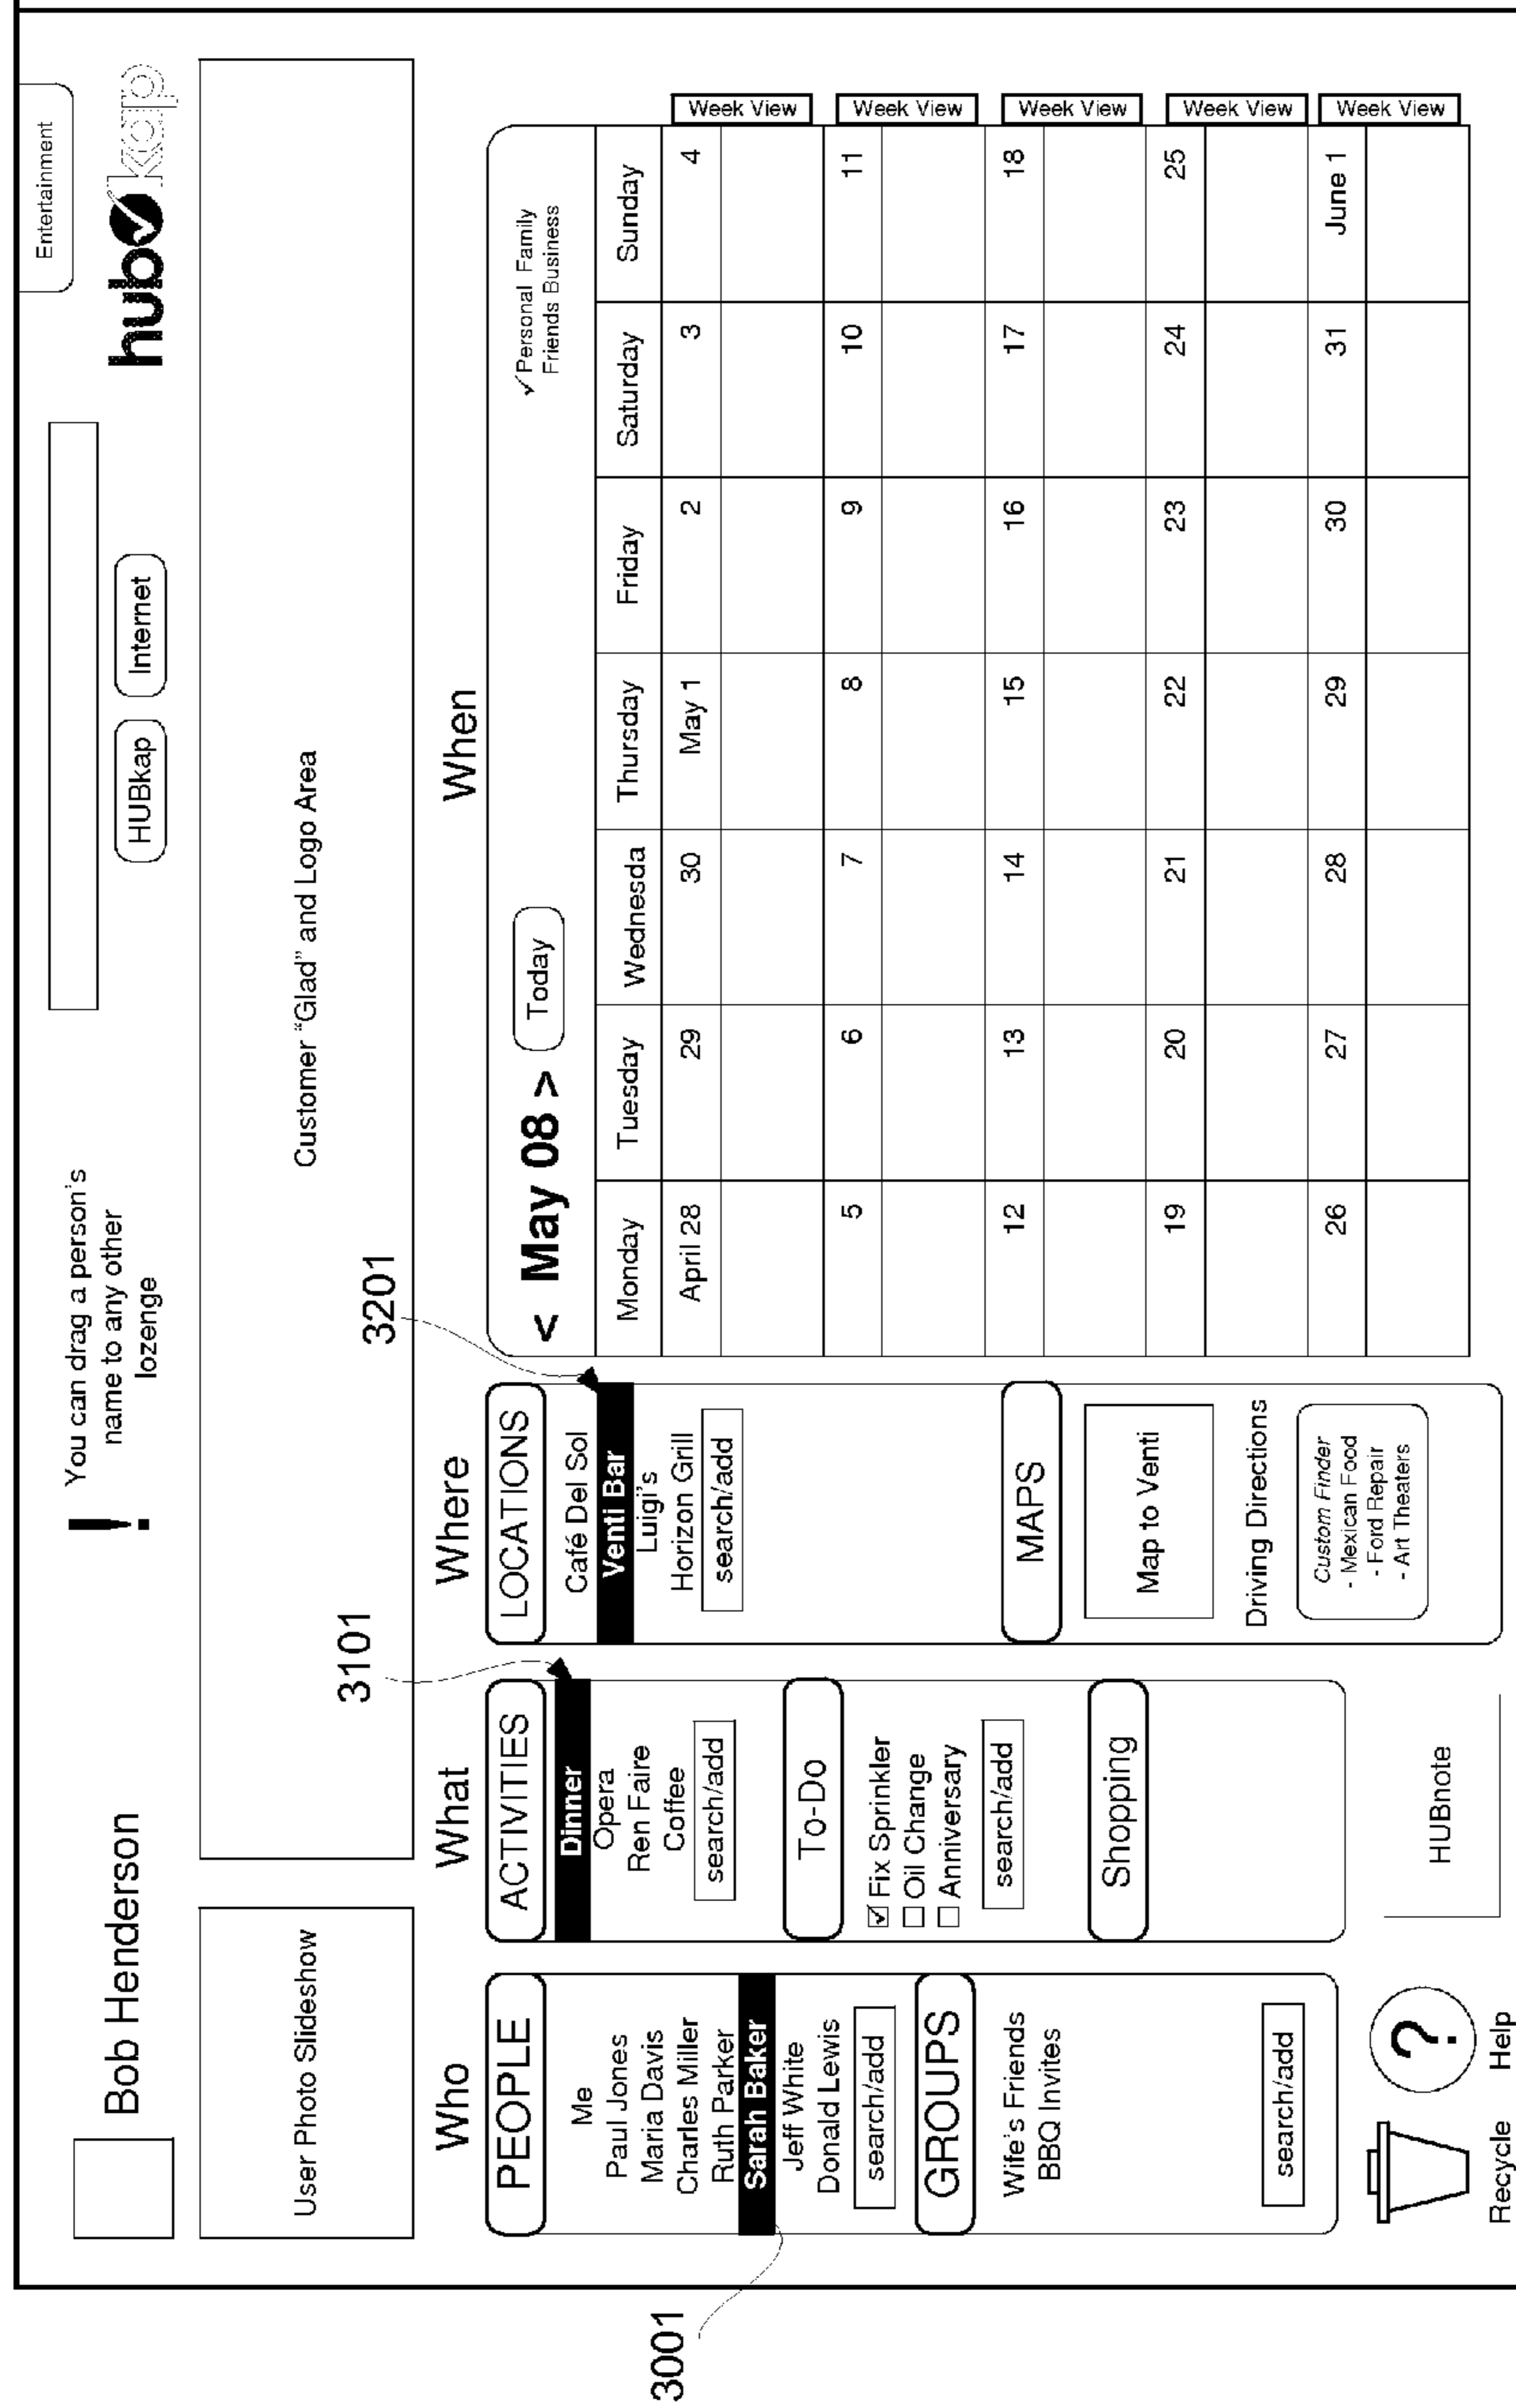 Bob Henderson
! You can drag a person's
name to any other
lozenge
HUBkap
Internet
Entertainment
hub kap
User Photo Slideshow
Customer "Glad" and Logo Area
3101
3201
Who
PEOPLE
Me
Paul Jones
Maria Davis
Charles Miller
Ruth Parker
Sarah Baker
Jeff White
Donald Lewis
search/add
GROUPS
Wife's Friends
BBQ Invites
search/add
3001
Recycle
?
Help
What
ACTIVITIES
Dinner
Opera
Ren Faire
Coffee
search/add
To-Do
Fix Sprinkler
Oil Change
Anniversary
search/add
Shopping
HUBnote
Where
LOCATIONS
Café Del Sol
Venti Bar
Luigi's
Horizon Grill
search/add
MAPS
Map to Venti
Driving Directions
Custom Finder
- Mexican Food
- Ford Repair
- Art Theaters
When
< May 08 > Today
✓Personal Family
Friends Business
Monday Tuesday Wednesda Thursday Friday Saturday Sunday
April 28 29 30 May 1 2 3 4 Week View
5 6 7 8 9 10 11 Week View
12 13 14 15 16 17 18 Week View
19 20 21 22 23 24 25 Week View
26 27 28 29 30 31 June 1 Week View